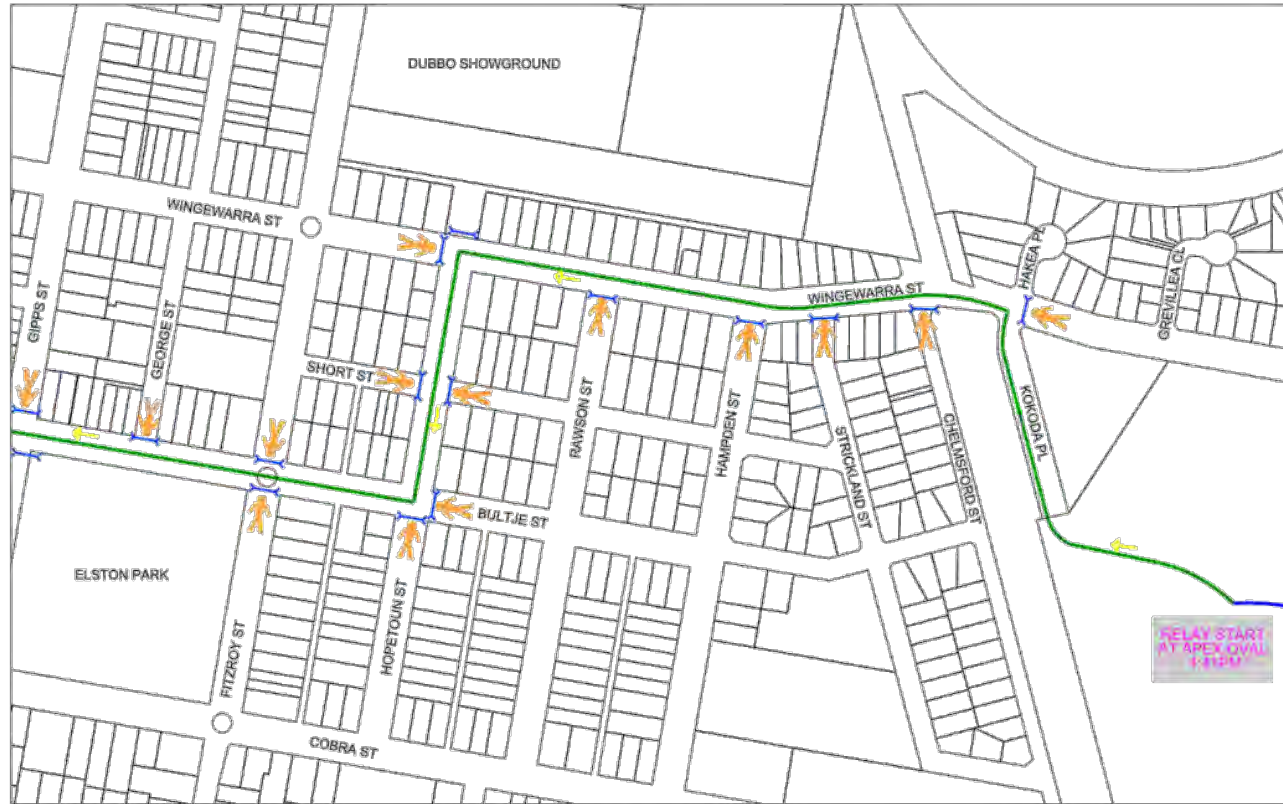 DUBBO SHOWGROUND
WINGEWARRA ST
HAKEA PL
GREVILLEA CL
WINGEWARRA ST
GIPPS ST
GEORGE ST
SHORT ST
RAWSON ST
HAMPDEN ST
STRICKLAND ST
CHELMSFORD ST
KOKODA PL
BULTJE ST
ELSTON PARK
FITZROY ST
HOPETOUN ST
RELAY START
AT APEX OVAL
COBRA ST